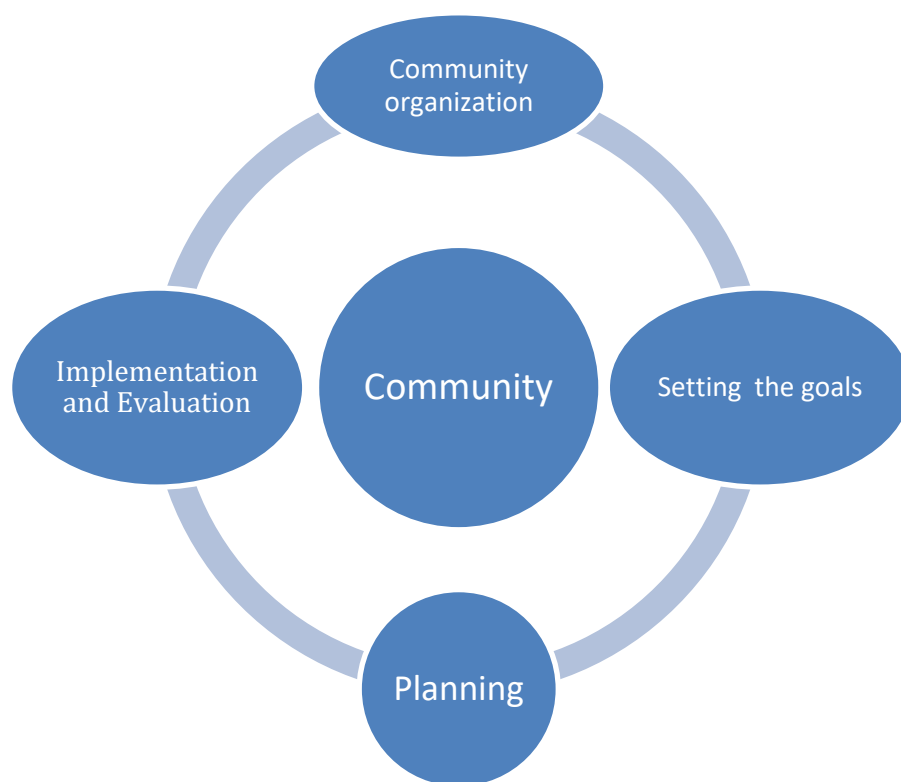 Community
organization
Implementation
and Evaluation
Community
Setting  the goals
Planning